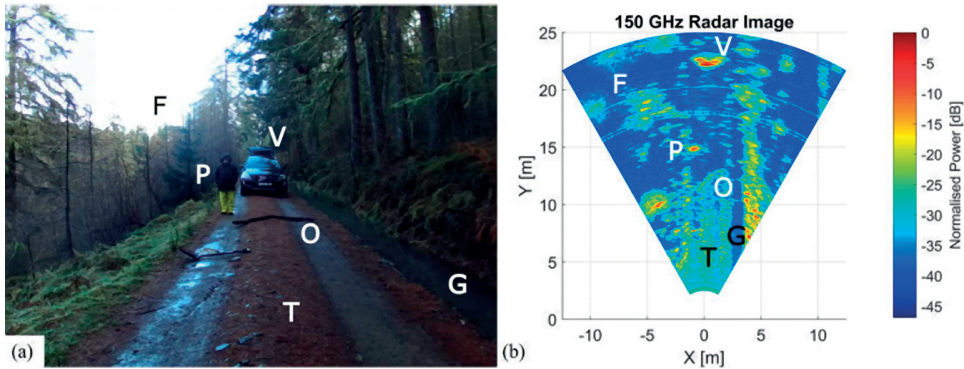 F
V
P
O
G
T
(a)
150 GHz Radar Image
25
20
15
10
5
0
Y [m]
V
F
P
O
G
T
-10
-5
0
5
10
X [m]
(b)
0
-5
-10
-15
-20
-25
-30
-35
-40
-45
Normalised Power [dB]